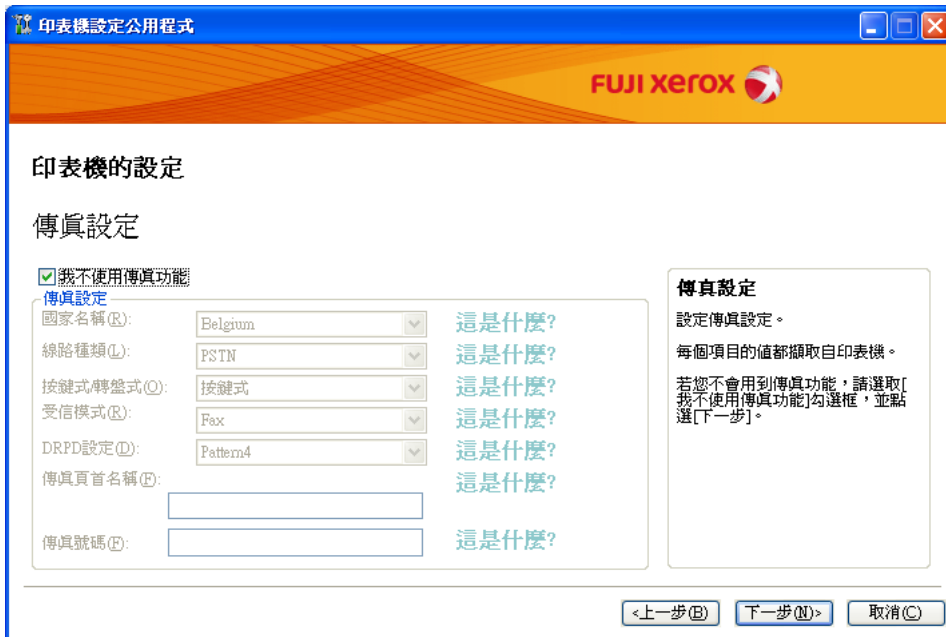 印表機設定公用程式
FUJI xerox
印表機的設定
傳真設定
我不使用傳真功能
傳真設定
國家名稱(R): Belgium 這是什麼?
線路種類(L): PSTN 這是什麼?
按鍵式/轉盤式(O): 按鍵式 這是什麼?
受信模式(R): Fax 這是什麼?
DRPD設定(D): Pattern4 這是什麼?
傳真頁首名稱(F): 這是什麼?
傳真號碼(F): 這是什麼?
傳真設定
設定傳真設定。
每個項目的值都擷取自印表機。
若您不會用到傳真功能,請選取[
我不使用傳真功能]勾選框,並點
選[下一步]。
<上一步(B) 下一步(N)> 取消(C)